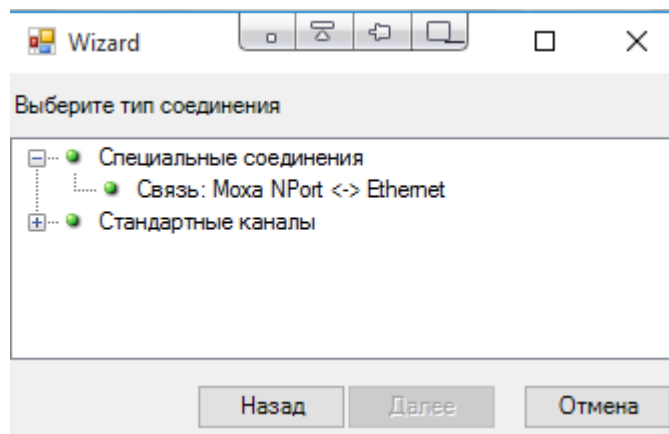 Wizard
Выберите тип соединения
Специальные соединения
Связь: Moxa NPort <-> Ethernet
Стандартные каналы
Назад
Далее
Отмена